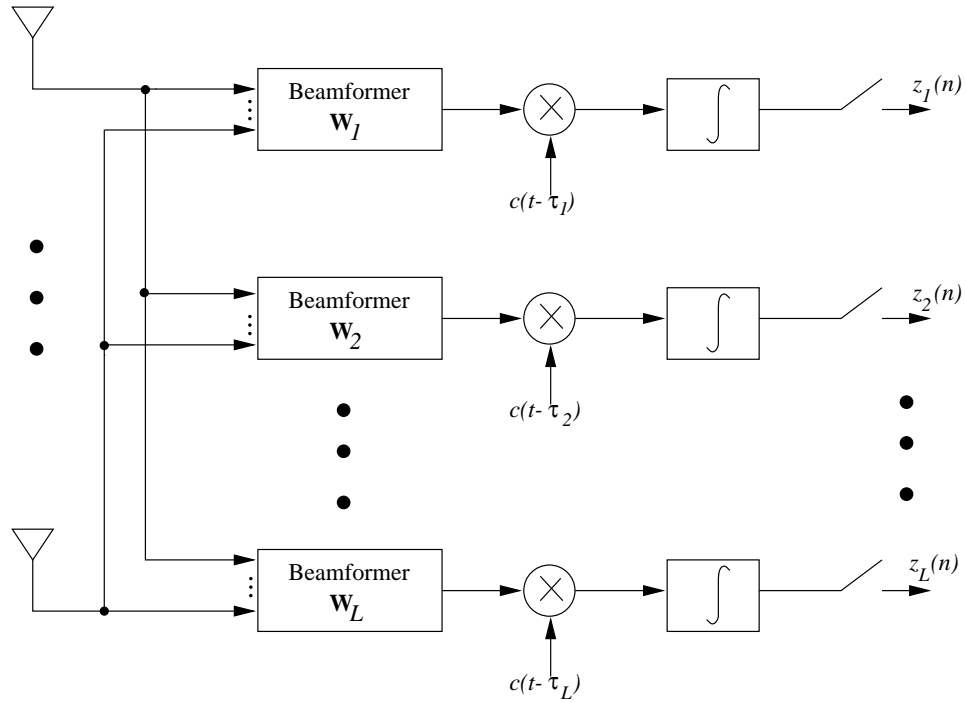 Beamformer
W1
z1(n)
c(t- τ1)
Beamformer
W2
z2(n)
c(t- τ2)
Beamformer
WL
zL(n)
c(t- τL)